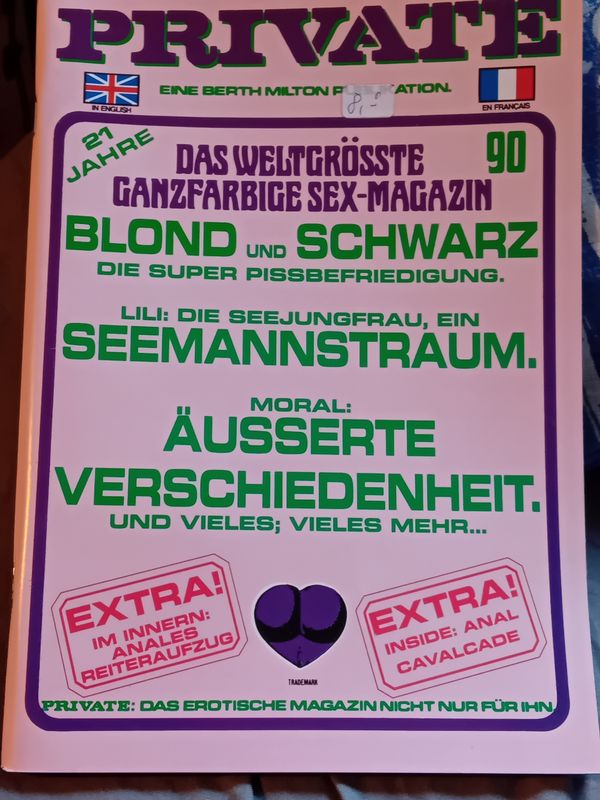 PRIVATE
IN ENGLISH
EINE BERTH MILTON
8,-
EN FRANÇAIS
21
JAHRE
90
DAS WELTGRÖSSTE
GANZFARBIGE SEX-MAGAZIN
BLOND UND SCHWARZ
DIE SUPER PISSBEFRIEDIGUNG.
LILI: DIE SEEJUNGFRAU, EIN
SEEMANNSTRAUM.
MORAL:
ÄUSSERTE
VERSCHIEDENHEIT.
UND VIELES; VIELES MEHR...
EXTRA!
IM INNERN:
ANALES
REITERAUFZUG
TRADEMARK
EXTRA!
INSIDE: ANAL
CAVALCADE
PRIVATE: DAS EROTISCHE MAGAZIN NICHT NUR FÜR IHN.